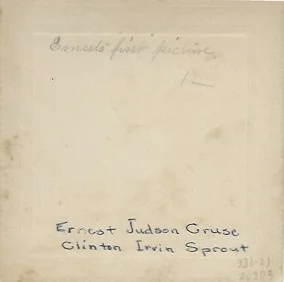 Ernest's first picture
Ernest Judson Cruse
Clinton Irvin Sprout